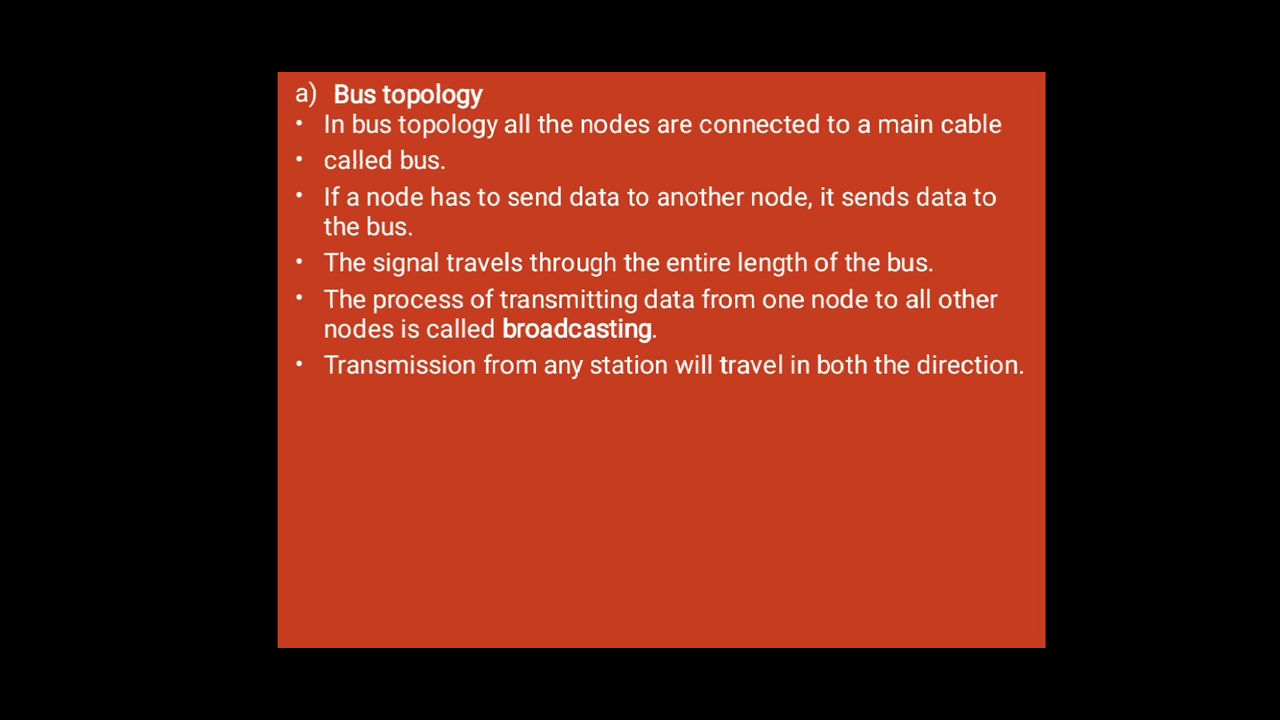 a) Bus topology
• In bus topology all the nodes are connected to a main cable
• called bus.
• If a node has to send data to another node, it sends data to
the bus.
• The signal travels through the entire length of the bus.
• The process of transmitting data from one node to all other
nodes is called broadcasting.
• Transmission from any station will travel in both the direction.